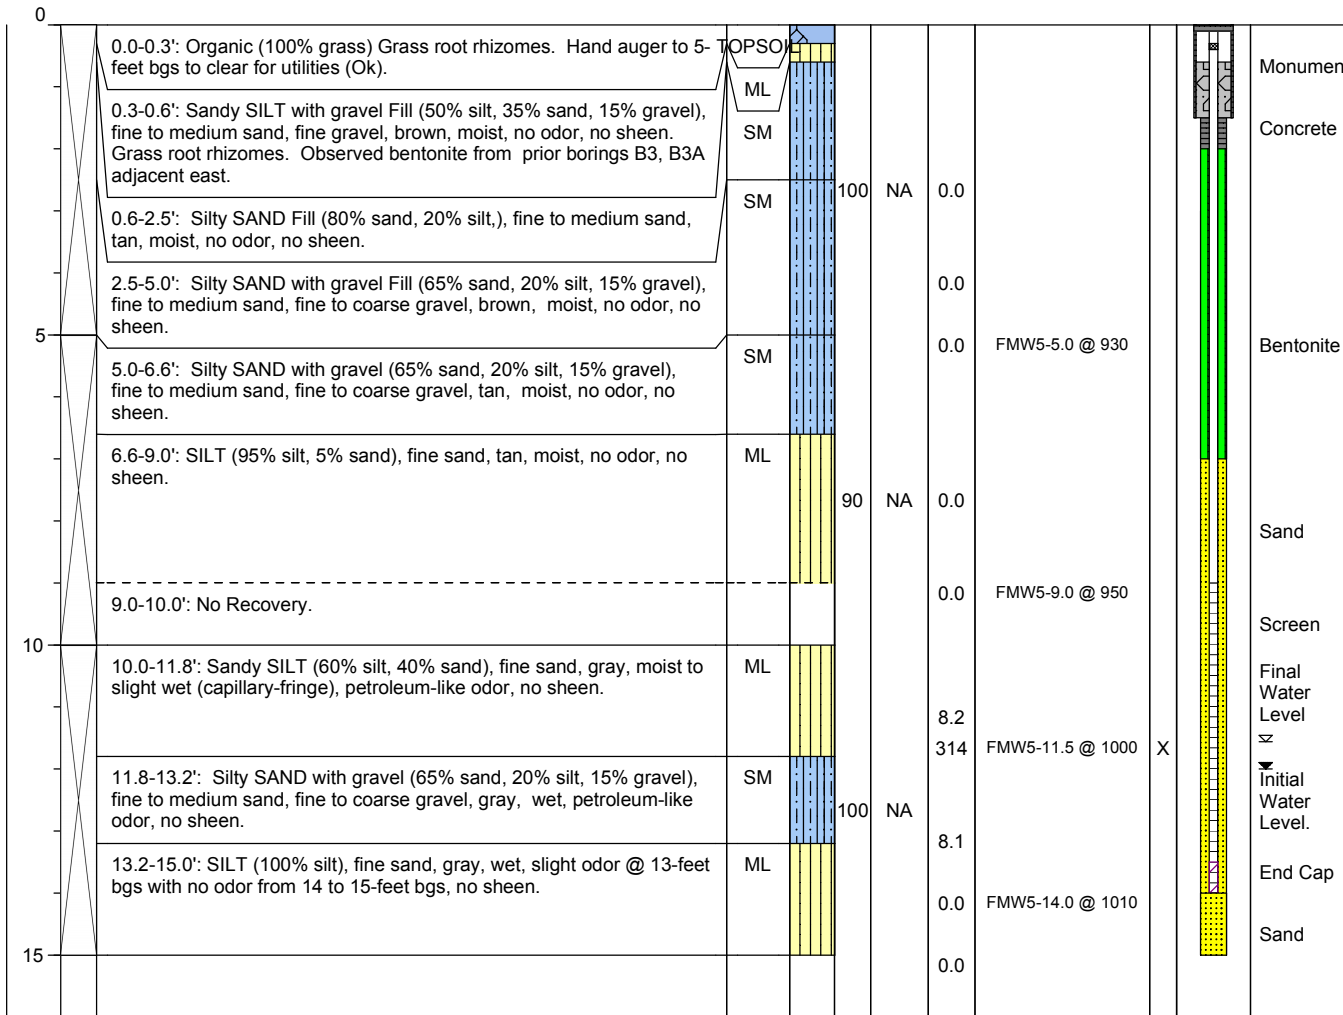 0
0.0-0.3': Organic (100% grass) Grass root rhizomes.  Hand auger to 5-
feet bgs to clear for utilities (Ok).
TOPSOIL
ML
0.3-0.6': Sandy SILT with gravel Fill (50% silt, 35% sand, 15% gravel),
fine to medium sand, fine gravel, brown, moist, no odor, no sheen.
Grass root rhizomes.  Observed bentonite from  prior borings B3, B3A
adjacent east.
SM
0.6-2.5':  Silty SAND Fill (80% sand, 20% silt,), fine to medium sand,
tan, moist, no odor, no sheen.
SM
100 NA 0.0
2.5-5.0':  Silty SAND with gravel Fill (65% sand, 20% silt, 15% gravel),
fine to medium sand, fine to coarse gravel, brown,  moist, no odor, no
sheen.
0.0
5
0.0 FMW5-5.0 @ 930
5.0-6.6':  Silty SAND with gravel (65% sand, 20% silt, 15% gravel),
fine to medium sand, fine to coarse gravel, tan,  moist, no odor, no
sheen.
SM
6.6-9.0': SILT (95% silt, 5% sand), fine sand, tan, moist, no odor, no
sheen.
ML
90 NA 0.0
9.0-10.0': No Recovery.
0.0 FMW5-9.0 @ 950
10
10.0-11.8': Sandy SILT (60% silt, 40% sand), fine sand, gray, moist to
slight wet (capillary-fringe), petroleum-like odor, no sheen.
ML
8.2
314 FMW5-11.5 @ 1000 X
11.8-13.2':  Silty SAND with gravel (65% sand, 20% silt, 15% gravel),
fine to medium sand, fine to coarse gravel, gray,  wet, petroleum-like
odor, no sheen.
SM
100 NA
8.1
13.2-15.0': SILT (100% silt), fine sand, gray, wet, slight odor @ 13-feet
bgs with no odor from 14 to 15-feet bgs, no sheen.
ML
0.0 FMW5-14.0 @ 1010
15
0.0
Monumen
Concrete
Bentonite
Sand
Screen
Final
Water
Level
Initial
Water
Level.
End Cap
Sand